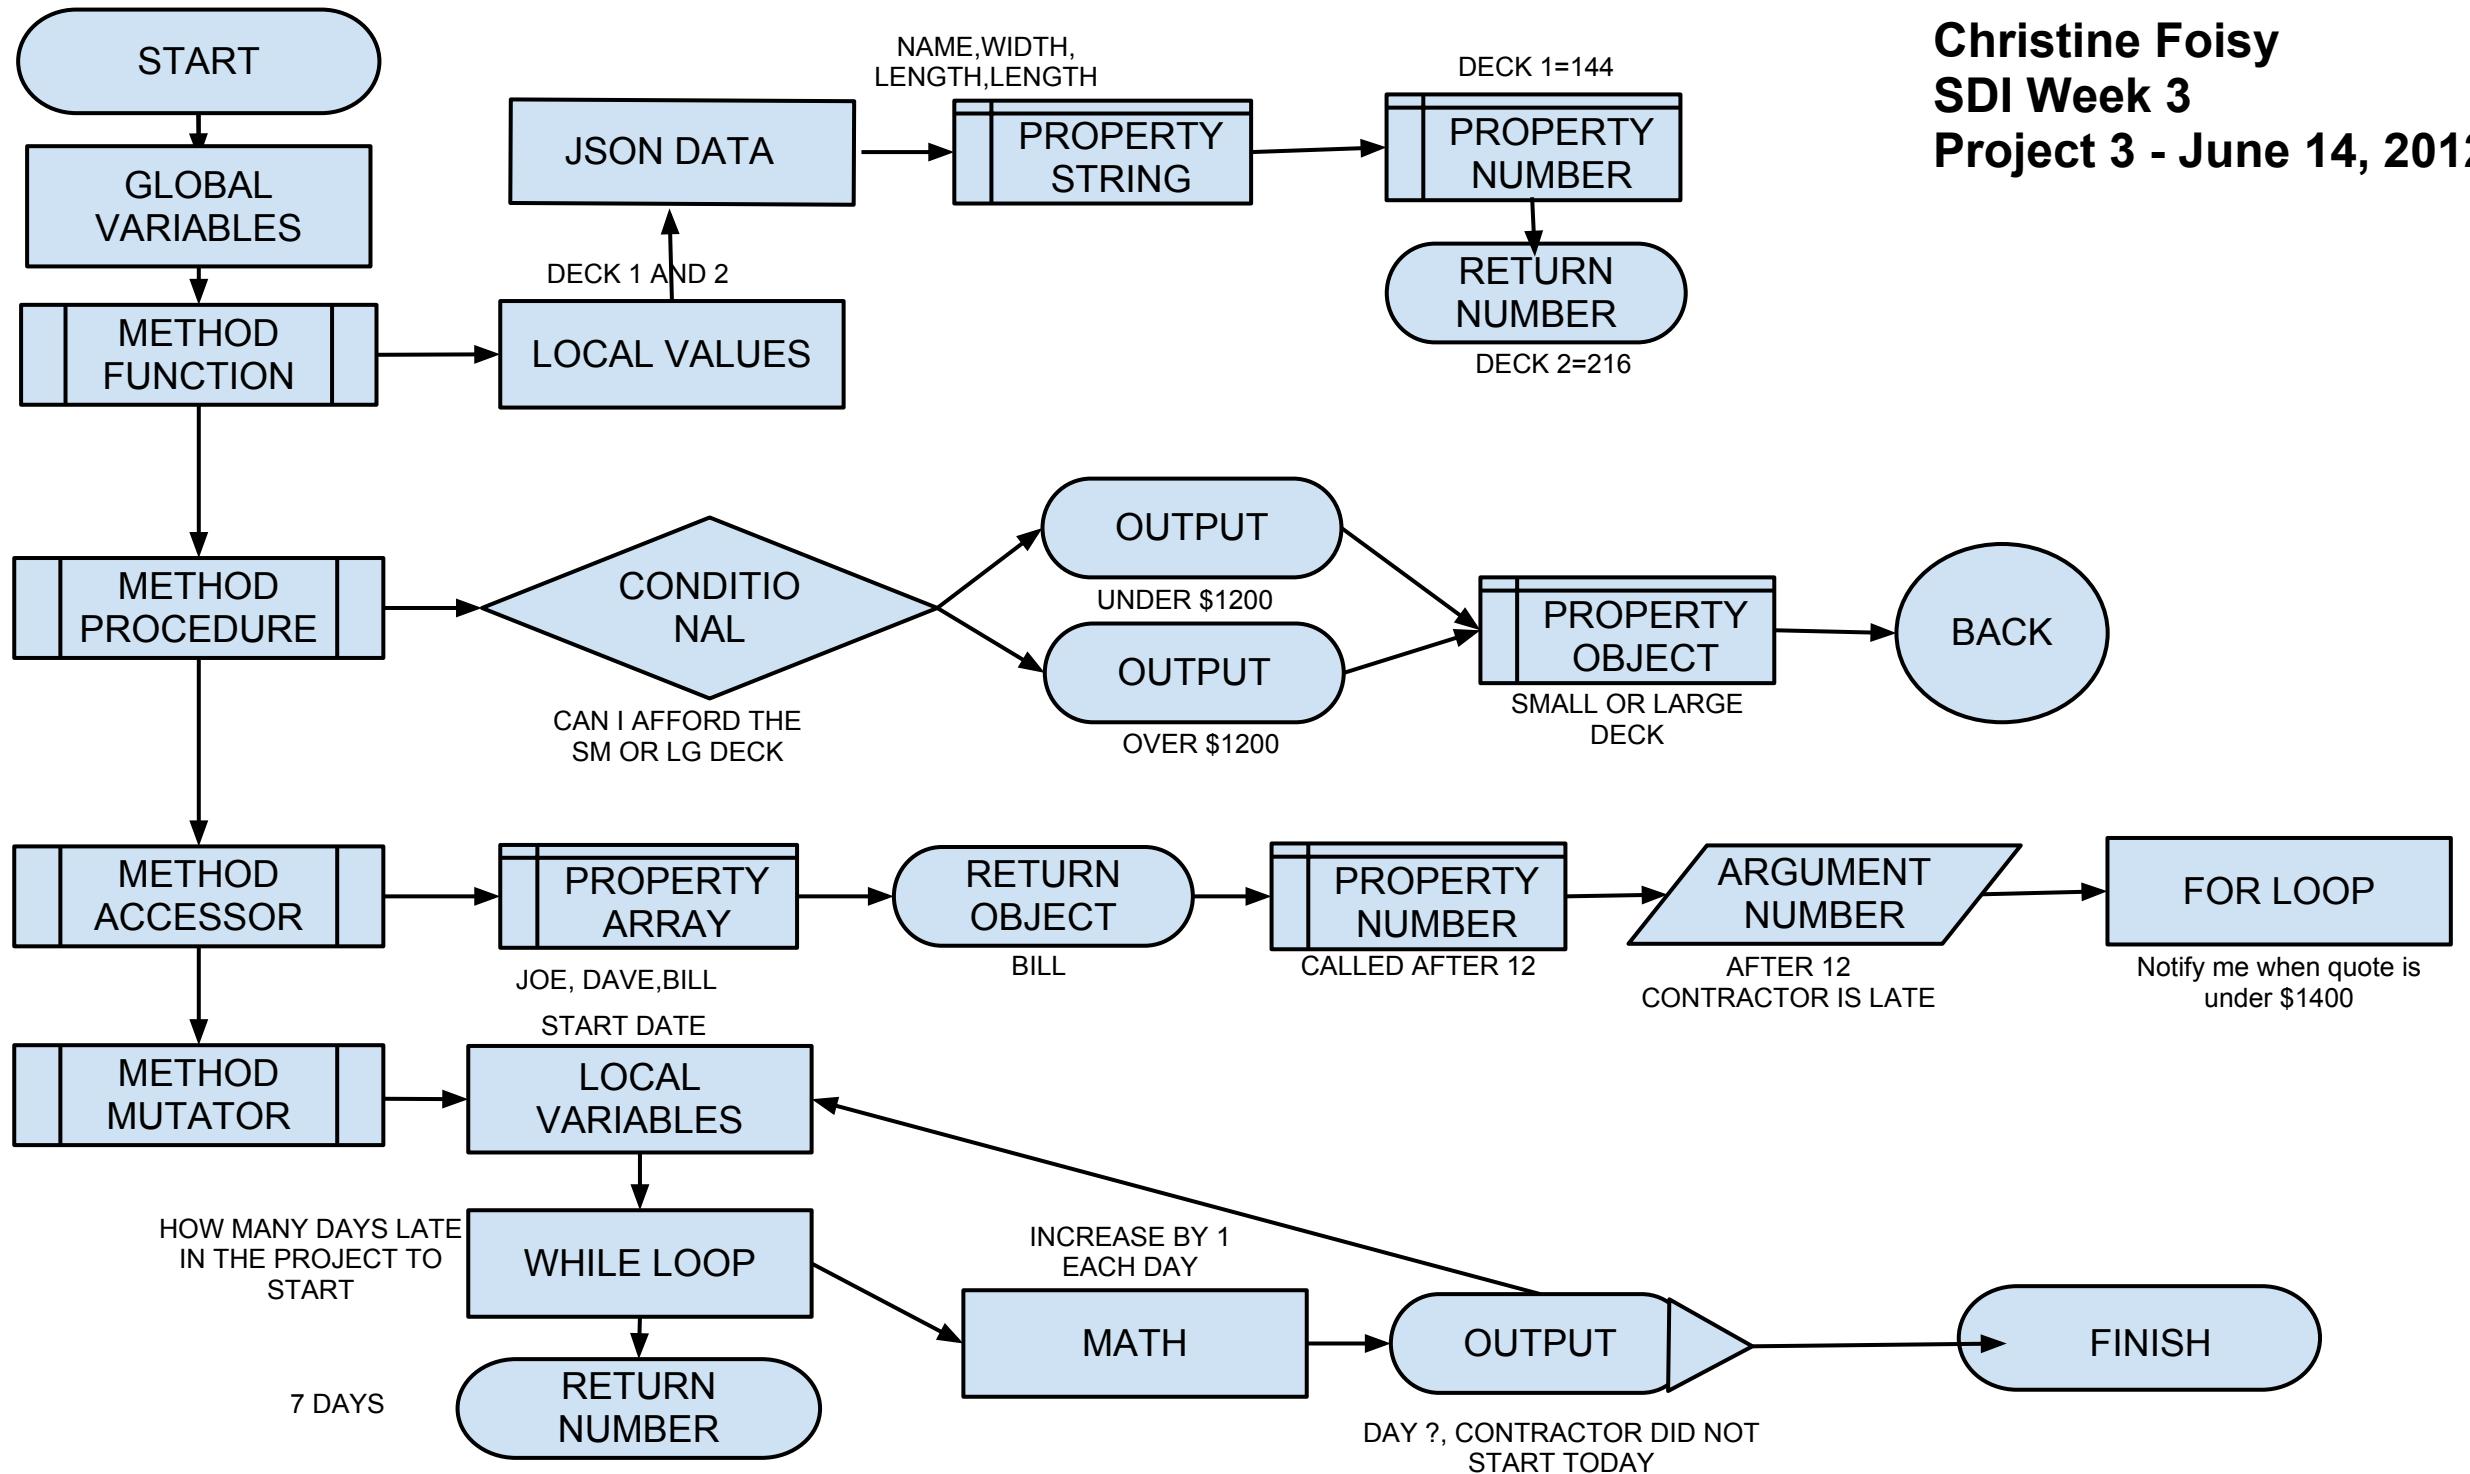 START
GLOBAL
VARIABLES
METHOD
FUNCTION
LOCAL VALUES
DECK 1 AND 2
JSON DATA
NAME,WIDTH,
LENGTH,LENGTH
PROPERTY
STRING
DECK 1=144
PROPERTY
NUMBER
RETURN
NUMBER
DECK 2=216
Christine Foisy
SDI Week 3
Project 3 - June 14, 2012
METHOD
PROCEDURE
CONDITIO
NAL
CAN I AFFORD THE
SM OR LG DECK
OUTPUT
UNDER $1200
OUTPUT
OVER $1200
PROPERTY
OBJECT
SMALL OR LARGE
DECK
BACK
METHOD
ACCESSOR
PROPERTY
ARRAY
JOE, DAVE,BILL
RETURN
OBJECT
BILL
PROPERTY
NUMBER
CALLED AFTER 12
ARGUMENT
NUMBER
AFTER 12
CONTRACTOR IS LATE
FOR LOOP
Notify me when quote is
under $1400
METHOD
MUTATOR
START DATE
LOCAL
VARIABLES
HOW MANY DAYS LATE
IN THE PROJECT TO
START
WHILE LOOP
7 DAYS
RETURN
NUMBER
INCREASE BY 1
EACH DAY
MATH
OUTPUT
DAY ?, CONTRACTOR DID NOT
START TODAY
FINISH